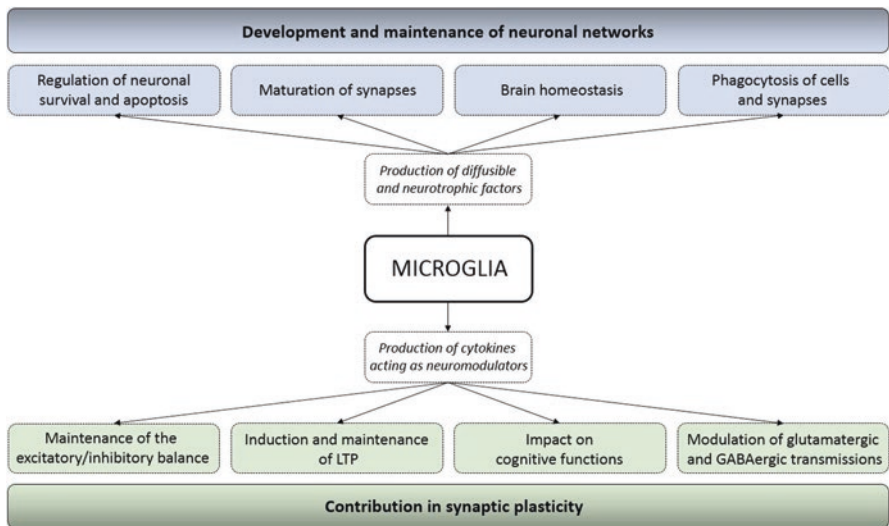 Development and maintenance of neuronal networks
Regulation of neuronal
survival and apoptosis
Maturation of synapses
Brain homeostasis
Phagocytosis of cells
and synapses
Production of diffusible
and neurotrophic factors
MICROGLIA
Production of cytokines
acting as neuromodulators
Maintenance of the
excitatory/inhibitory balance
Induction and maintenance
of LTP
Impact on
cognitive functions
Modulation of glutamatergic
and GABAergic transmissions
Contribution in synaptic plasticity